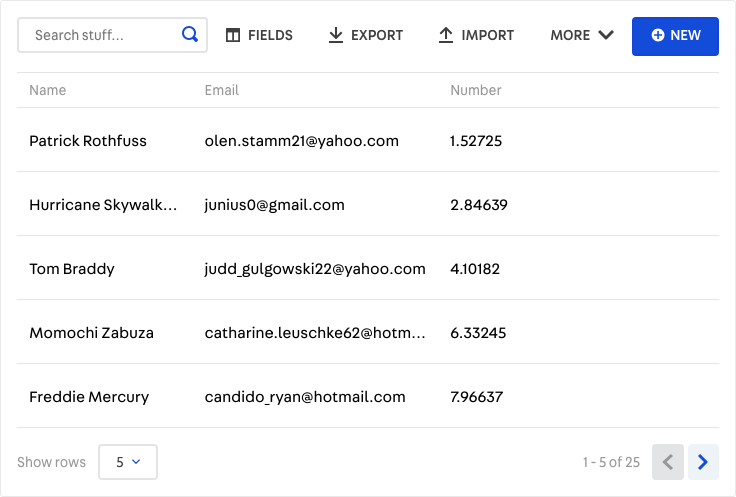 Search stuff... FIELDS EXPORT IMPORT MORE NEW
Name Email Number
Patrick Rothfuss olen.stamm21@yahoo.com 1.52725
Hurricane Skywalk... junius0@gmail.com 2.84639
Tom Braddy judd_gulgowski22@yahoo.com 4.10182
Momochi Zabuza catharine.leuschke62@hotm... 6.33245
Freddie Mercury candido_ryan@hotmail.com 7.96637
Show rows 5 1 - 5 of 25